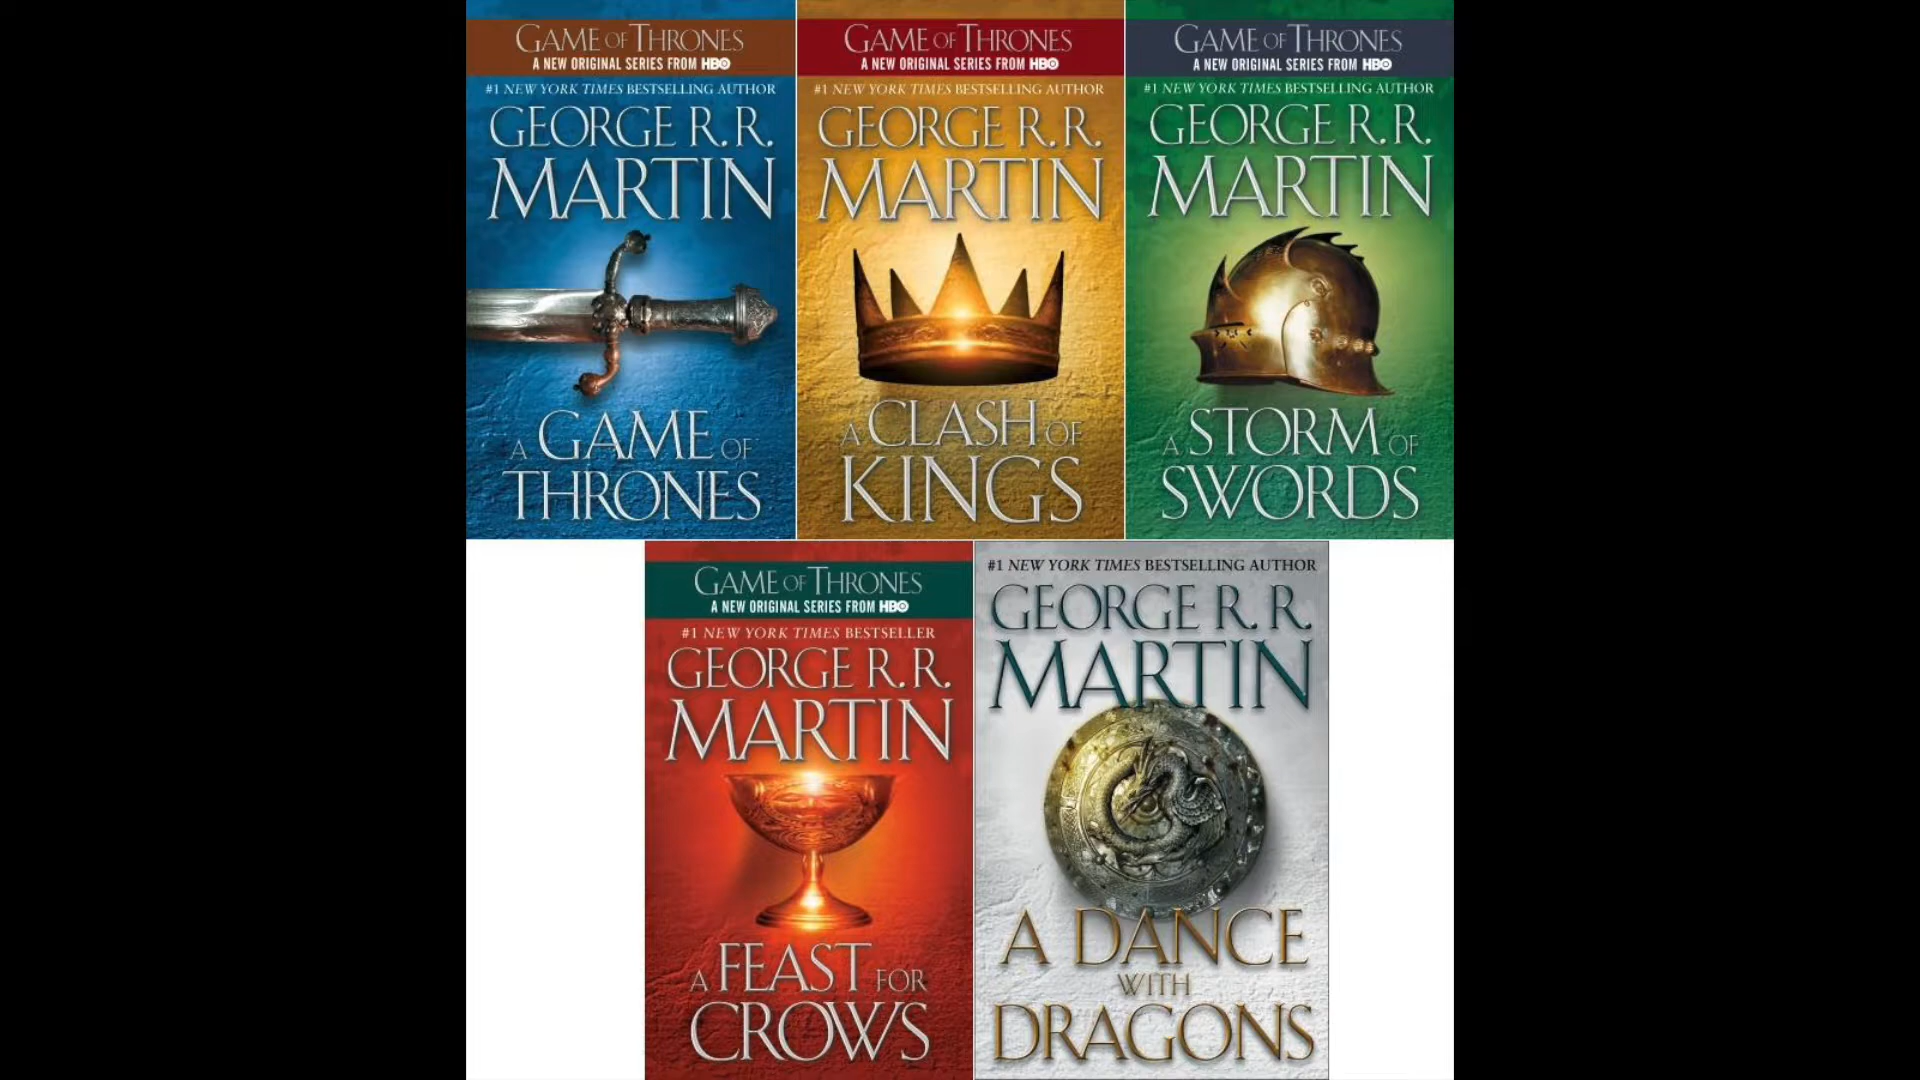 GAME OF THRONES
A NEW ORIGINAL SERIES FROM HBO
#1 NEW YORK TIMES BESTSELLING AUTHOR
GEORGE R. R.
MARTIN
A GAME OF
THRONES
GAME OF THRONES
A NEW ORIGINAL SERIES FROM HBO
#1 NEW YORK TIMES BESTSELLING AUTHOR
GEORGE R. R.
MARTIN
A CLASH OF
KINGS
GAME OF THRONES
A NEW ORIGINAL SERIES FROM HBO
#1 NEW YORK TIMES BESTSELLING AUTHOR
GEORGE R. R.
MARTIN
A STORM OF
SWORDS
GAME OF THRONES
A NEW ORIGINAL SERIES FROM HBO
#1 NEW YORK TIMES BESTSELLER
GEORGE R. R.
MARTIN
A FEAST FOR
CROWS
#1 NEW YORK TIMES BESTSELLING AUTHOR
GEORGE R. R.
MARTIN
A DANCE
WITH
DRAGONS